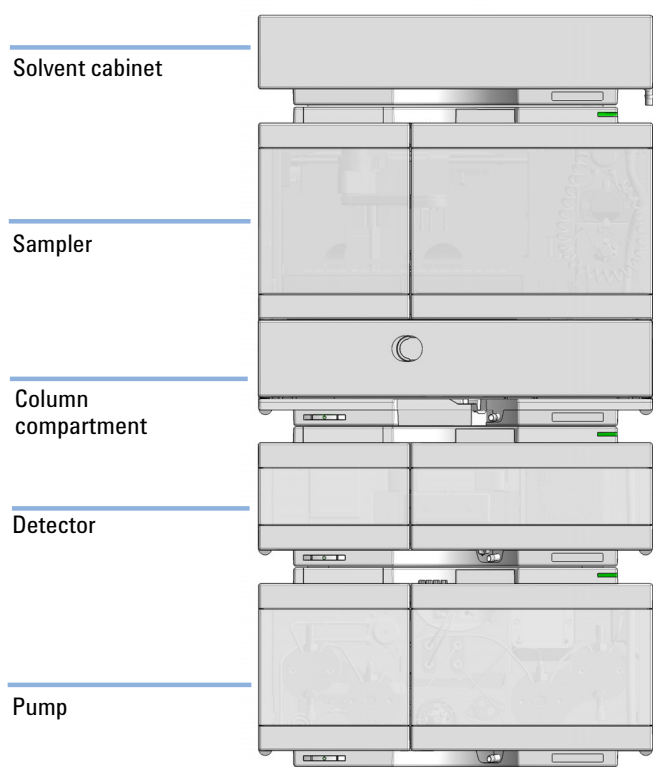 Solvent cabinet
Sampler
Column
compartment
Detector
Pump